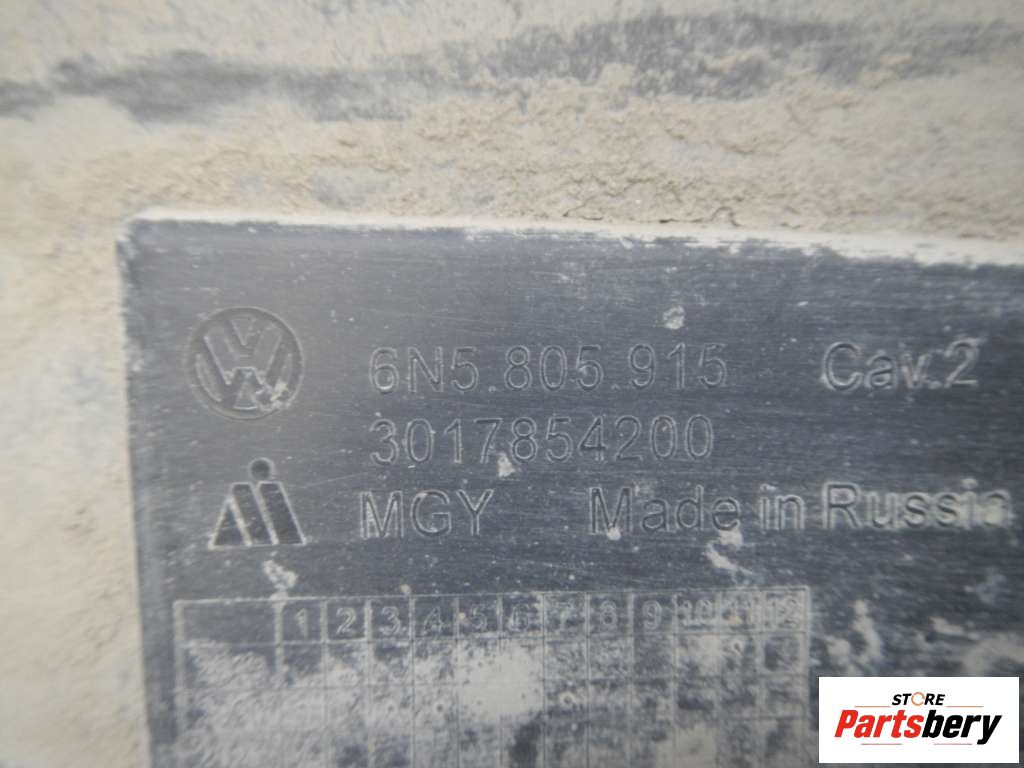 6N5.805.915 Cav.2
3017854200
MGY Made in Russia
1 2 3 4 5 6 7 8 9 10 11 12
STORE
Partsbery